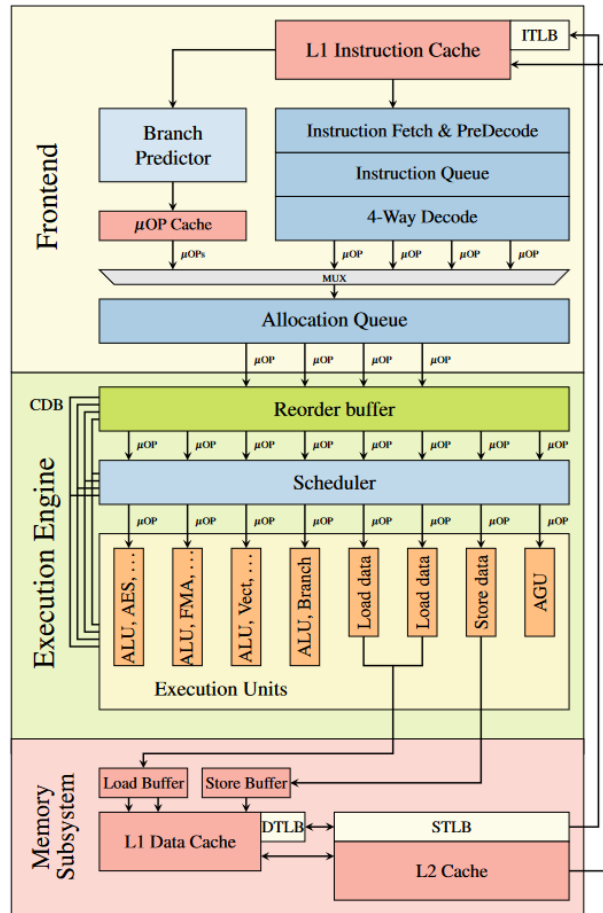 Frontend
L1 Instruction Cache
ITLB
Branch
Predictor
Instruction Fetch & PreDecode
Instruction Queue
4-Way Decode
μOP Cache
μOPs
μOP
μOP
μOP
μOP
MUX
Allocation Queue
μOP
μOP
μOP
μOP
Execution Engine
CDB
Reorder buffer
μOP
μOP
μOP
μOP
μOP
μOP
μOP
μOP
Scheduler
μOP
μOP
μOP
μOP
μOP
μOP
μOP
μOP
ALU, AES, …
ALU, FMA, …
ALU, Vect, …
ALU, Branch
Load data
Load data
Store data
AGU
Execution Units
Memory
Subsystem
Load Buffer
Store Buffer
L1 Data Cache
DTLB
STLB
L2 Cache